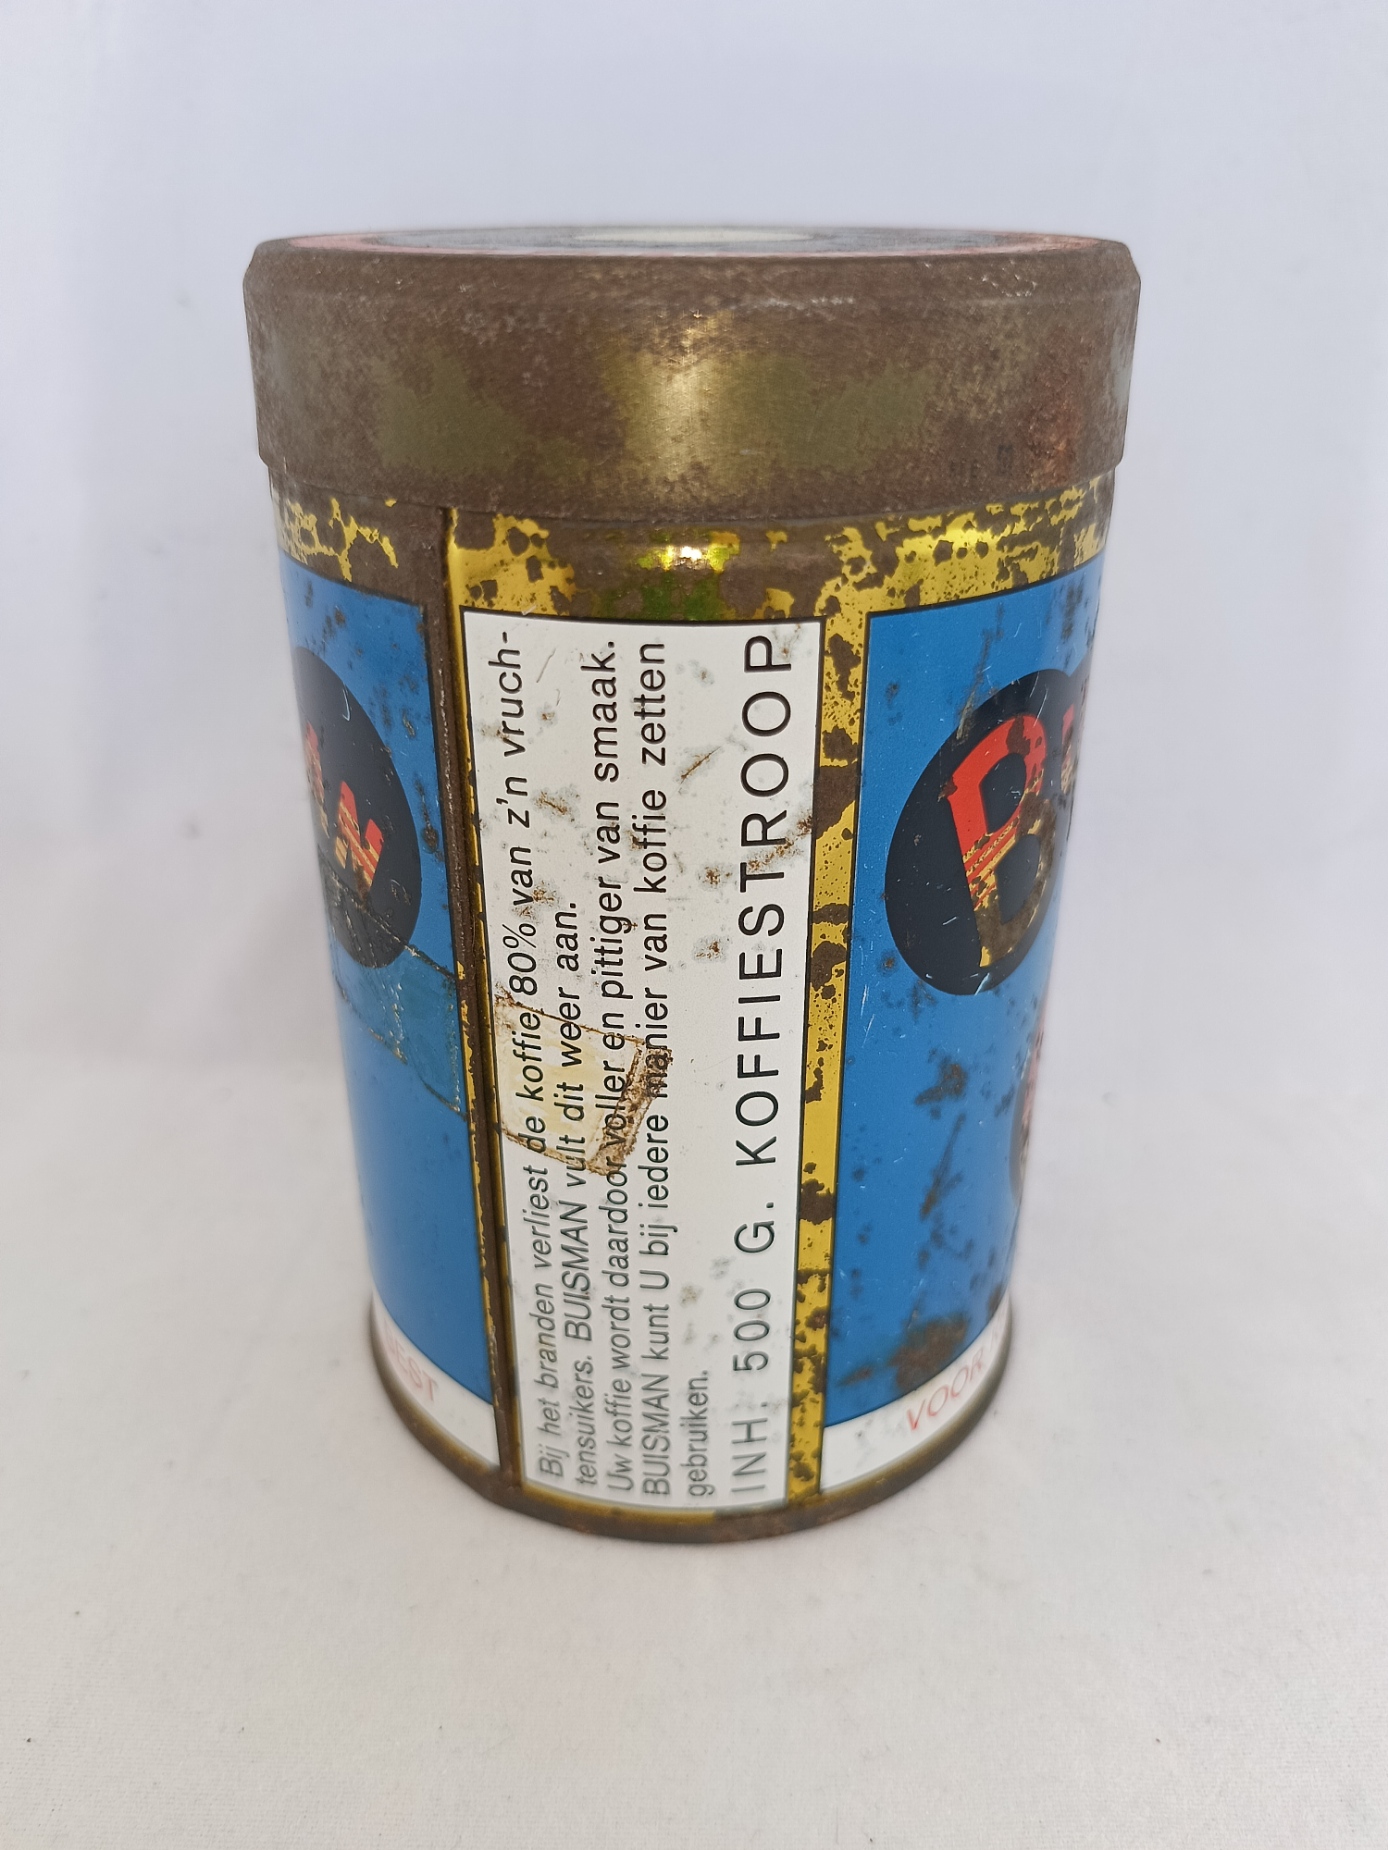 Bij het branden verliest de koffie 80% van z'n vruch-
tensuikers. BUISMAN vult dit weer aan.
Uw koffie wordt daardoor voller en pittiger van smaak.
BUISMAN kunt U bij iedere manier van koffie zetten
gebruiken.
INH. 500 G. KOFFIESTROOP
VOOR